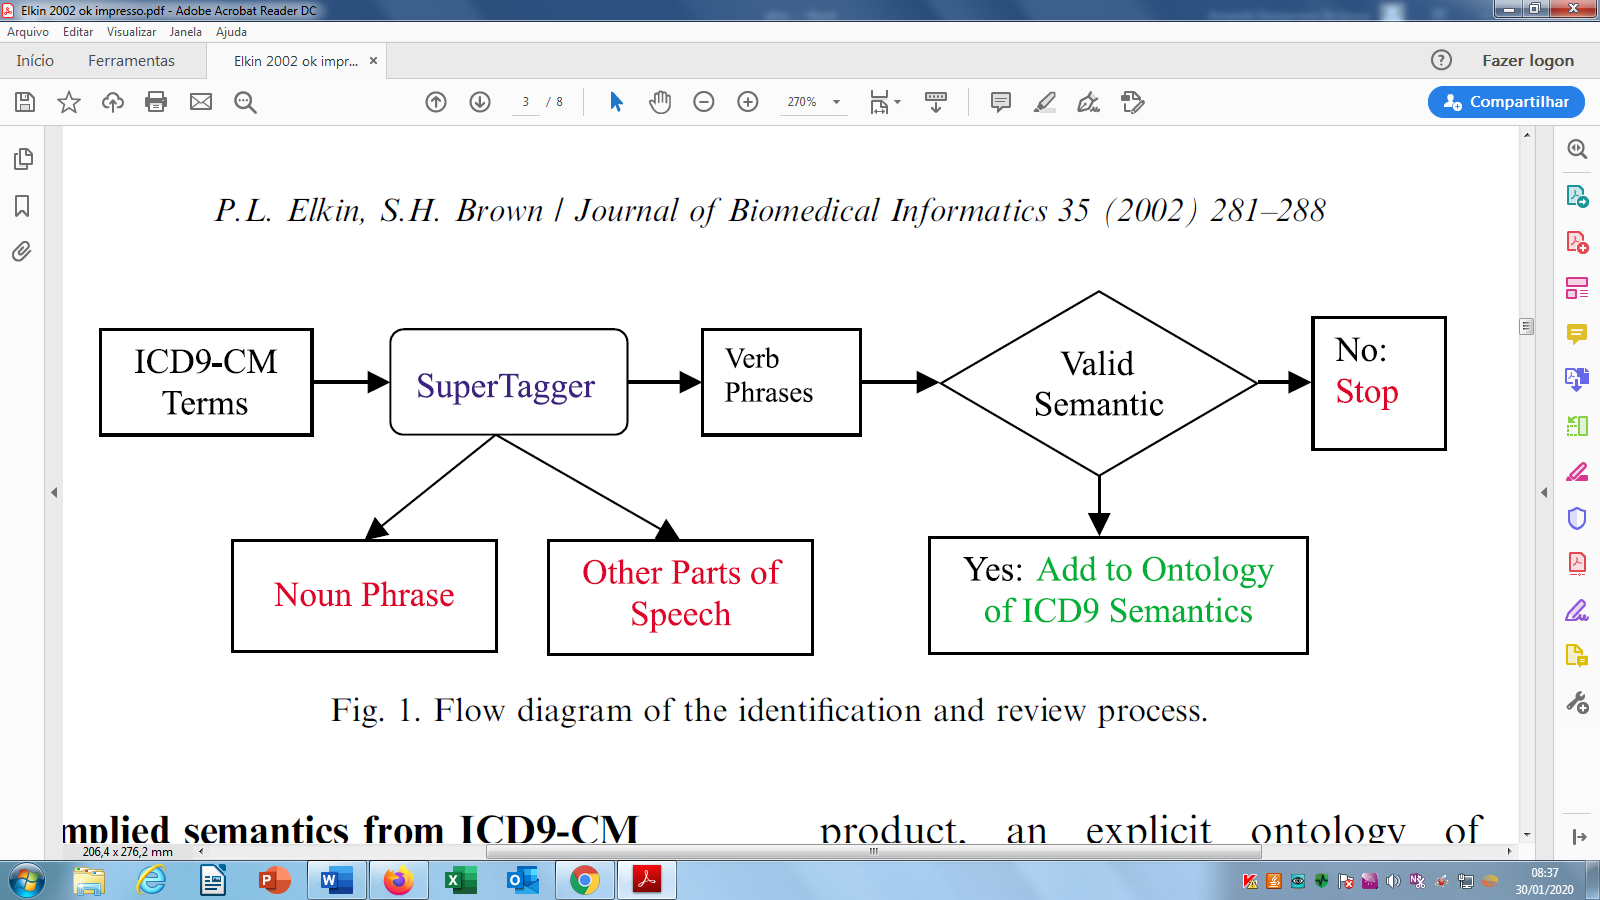 Elkin 2002 ok impresso.pdf - Adobe Acrobat Reader DC
Arquivo Editar Visualizar Janela Ajuda
Início Ferramentas Elkin 2002 ok impr... × Fazer logon
3 / 8 270% Compartilhar
P.L. Elkin, S.H. Brown / Journal of Biomedical Informatics 35 (2002) 281–288
ICD9-CM
Terms
SuperTagger
Verb
Phrases
Valid
Semantic
No:
Stop
Noun Phrase
Other Parts of
Speech
Yes: Add to Ontology
of ICD9 Semantics
Fig. 1. Flow diagram of the identification and review process.
mplied semantics from ICD9-CM
product, an explicit ontology of
206,4 x 276,2 mm
08:37
30/01/2020